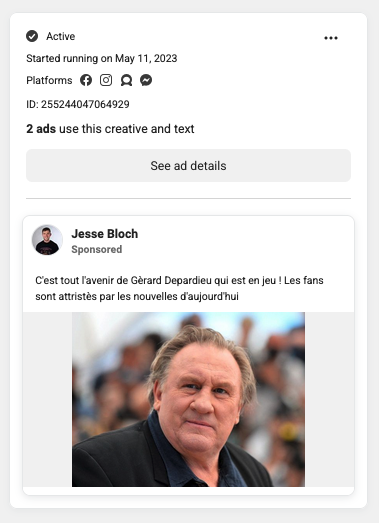 Active
Started running on May 11, 2023
Platforms
ID: 255244047064929
2 ads use this creative and text
See ad details
Jesse Bloch
Sponsored
C'est tout l'avenir de Gèrard Depardieu qui est en jeu ! Les fans
sont attristès par les nouvelles d'aujourd'hui